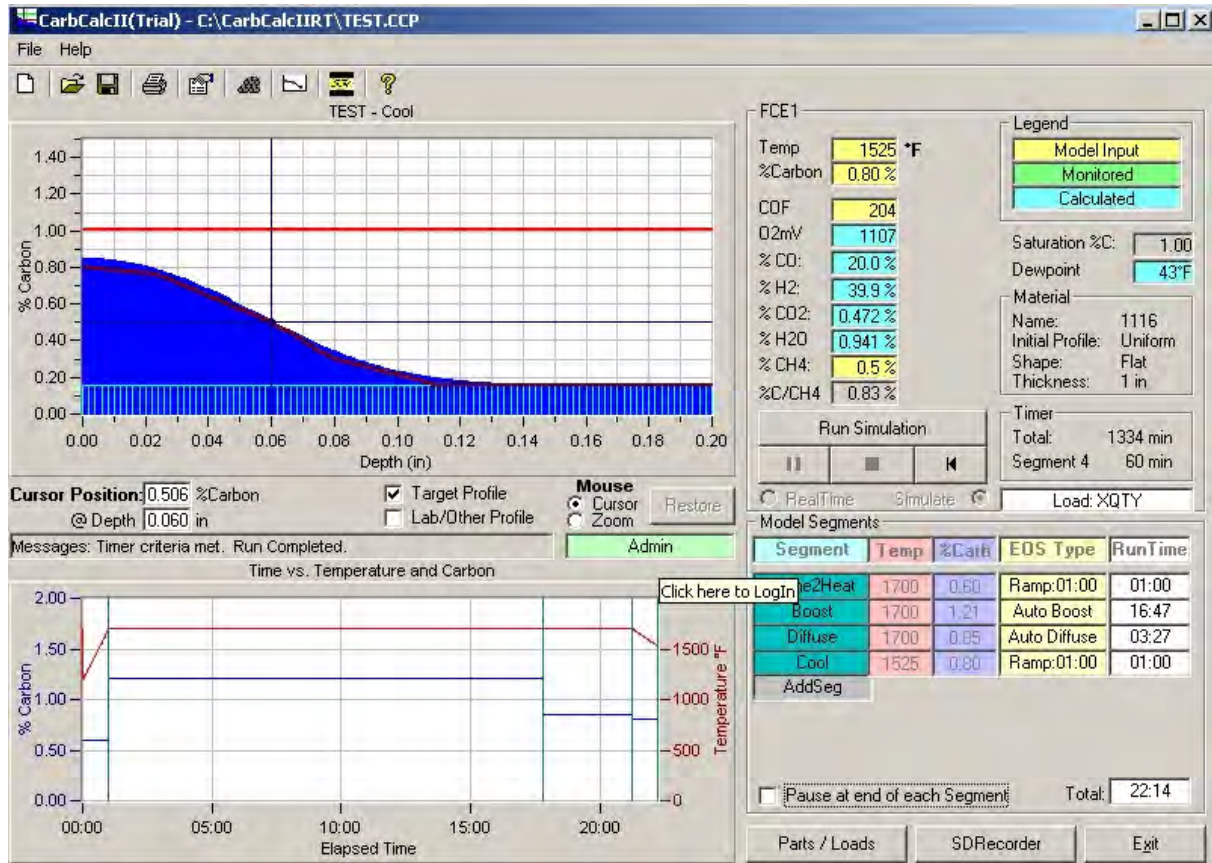 CarbCalcII(Trial) - C:\CarbCalcIIRT\TEST.CCP
File Help
TEST - Cool
% Carbon
1.40
1.20
1.00
0.80
0.60
0.40
0.20
0.00
0.00 0.02 0.04 0.06 0.08 0.10 0.12 0.14 0.16 0.18 0.20
Depth (in)
Cursor Position: 0.506 %Carbon
@ Depth 0.060 in
Target Profile
Lab/Other Profile
Mouse
Cursor
Zoom
Restore
Messages: Timer criteria met. Run Completed.
Admin
Click here to LogIn
Time vs. Temperature and Carbon
% Carbon
2.00
1.50
1.00
0.50
0.00
1500
1000
500
0
Temperature °F
00:00 05:00 10:00 15:00 20:00
Elapsed Time
FCE1
Temp 1525 °F
%Carbon 0.80 %
COF 204
O2mV 1107
% CO: 20.0 %
% H2: 39.9 %
% CO2: 0.472 %
% H2O 0.941 %
% CH4: 0.5 %
%C/CH4 0.83 %
Run Simulation
RealTime Simulate
Legend
Model Input
Monitored
Calculated
Saturation %C: 1.00
Dewpoint 43°F
Material
Name: 1116
Initial Profile: Uniform
Shape: Flat
Thickness: 1 in
Timer
Total: 1334 min
Segment 4 60 min
Load: XQTY
Model Segments
Segment Temp %Carb EOS Type RunTime
e2Heat 1700 0.60 Ramp:01:00 01:00
Boost 1700 1.21 Auto Boost 16:47
Diffuse 1700 0.85 Auto Diffuse 03:27
Cool 1525 0.80 Ramp:01:00 01:00
AddSeg
Pause at end of each Segment Total: 22:14
Parts / Loads SDRecorder Exit